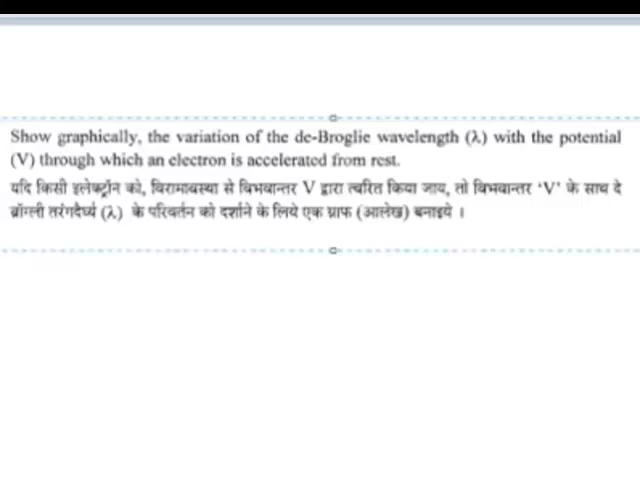 Show graphically, the variation of the de-Broglie wavelength (λ) with the potential
(V) through which an electron is accelerated from rest.
यदि किसी इलेक्ट्रॉन को, विरामावस्था से विभवान्तर V द्वारा त्वरित किया जाय, तो विभवान्तर ‘V’ के साथ दे
ब्रॉग्ली तरंगदैर्ध्य (λ) के परिवर्तन को दर्शाने के लिये एक ग्राफ (आलेख) बनाइये ।